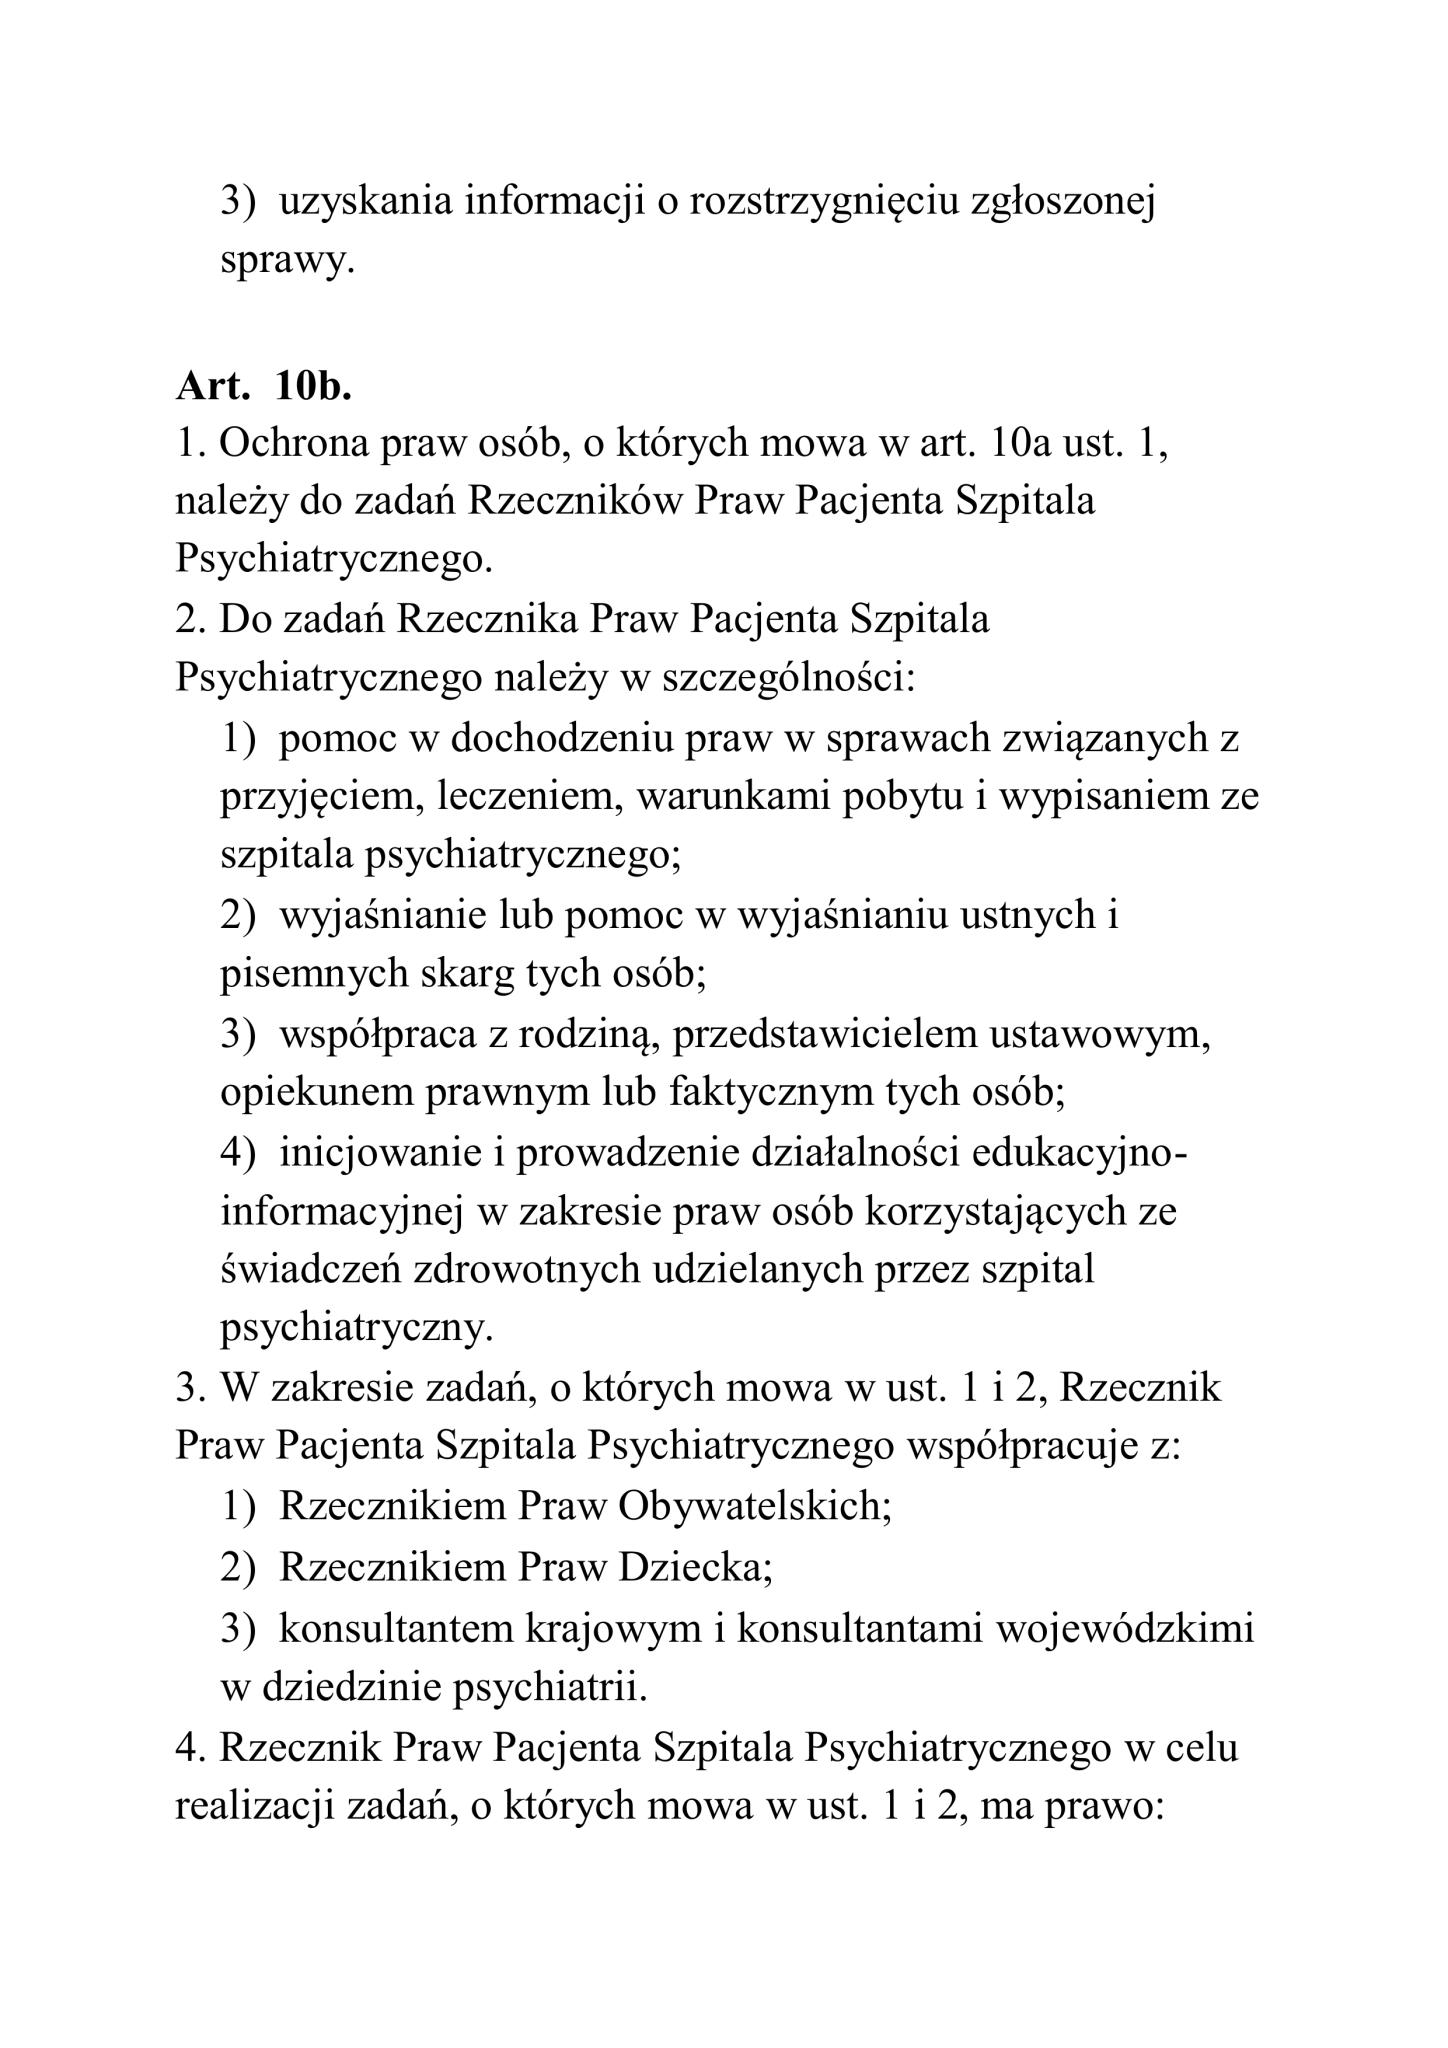 3) uzyskania informacji o rozstrzygnięciu zgłoszonej
sprawy.
Art. 10b.
1. Ochrona praw osób, o których mowa w art. 10a ust. 1,
należy do zadań Rzeczników Praw Pacjenta Szpitala
Psychiatrycznego.
2. Do zadań Rzecznika Praw Pacjenta Szpitala
Psychiatrycznego należy w szczególności:
1) pomoc w dochodzeniu praw w sprawach związanych z
przyjęciem, leczeniem, warunkami pobytu i wypisaniem ze
szpitala psychiatrycznego;
2) wyjaśnianie lub pomoc w wyjaśnianiu ustnych i
pisemnych skarg tych osób;
3) współpraca z rodziną, przedstawicielem ustawowym,
opiekunem prawnym lub faktycznym tych osób;
4) inicjowanie i prowadzenie działalności edukacyjno-
informacyjnej w zakresie praw osób korzystających ze
świadczeń zdrowotnych udzielanych przez szpital
psychiatryczny.
3. W zakresie zadań, o których mowa w ust. 1 i 2, Rzecznik
Praw Pacjenta Szpitala Psychiatrycznego współpracuje z:
1) Rzecznikiem Praw Obywatelskich;
2) Rzecznikiem Praw Dziecka;
3) konsultantem krajowym i konsultantami wojewódzkimi
w dziedzinie psychiatrii.
4. Rzecznik Praw Pacjenta Szpitala Psychiatrycznego w celu
realizacji zadań, o których mowa w ust. 1 i 2, ma prawo: